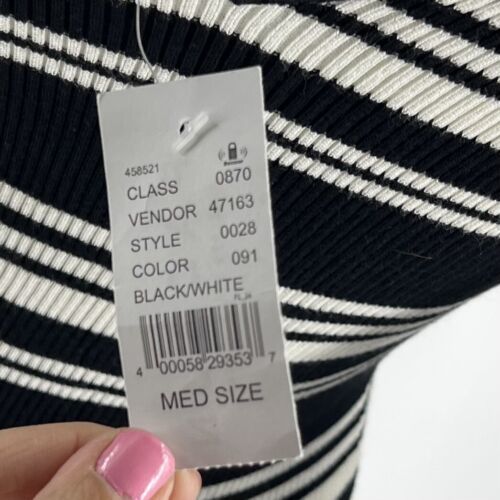 458521
CLASS 0870
VENDOR 47163
STYLE 0028
COLOR 091
BLACK/WHITE
4 00058 29353 7
MED SIZE